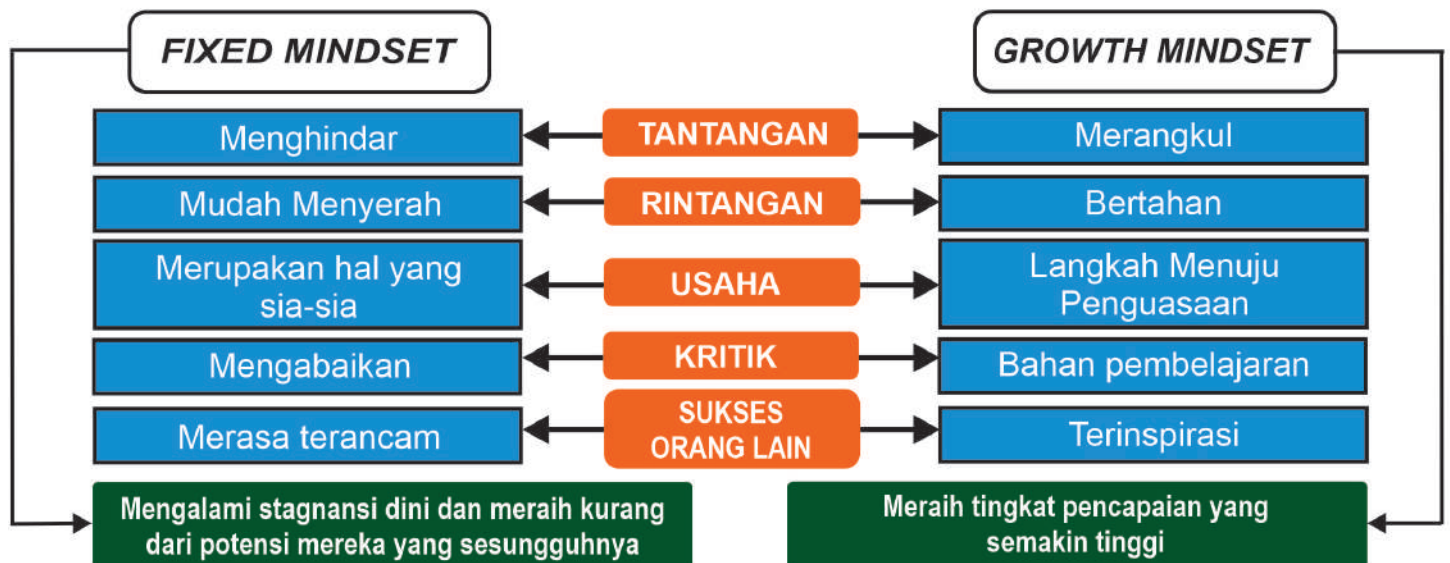 FIXED MINDSET
GROWTH MINDSET
Menghindar
TANTANGAN
Merangkul
Mudah Menyerah
RINTANGAN
Bertahan
Merupakan hal yang
sia-sia
USAHA
Langkah Menuju
Penguasaan
Mengabaikan
KRITIK
Bahan pembelajaran
Merasa terancam
SUKSES
ORANG LAIN
Terinspirasi
Mengalami stagnansi dini dan meraih kurang
dari potensi mereka yang sesungguhnya
Meraih tingkat pencapaian yang
semakin tinggi